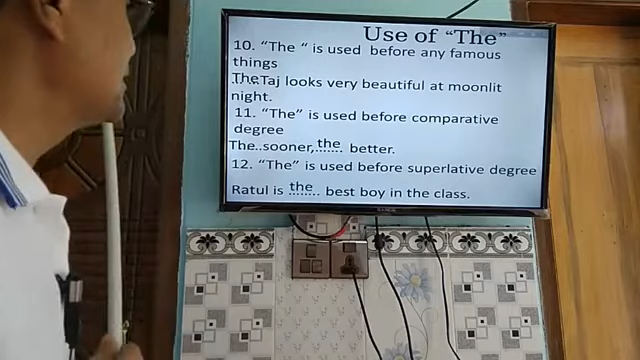 Use of "The"
10. "The " is used before any famous
things
The Taj looks very beautiful at moonlit
night.
11. "The" is used before comparative
degree
The..sooner, the better.
12. "The" is used before superlative degree
Ratul is the best boy in the class.